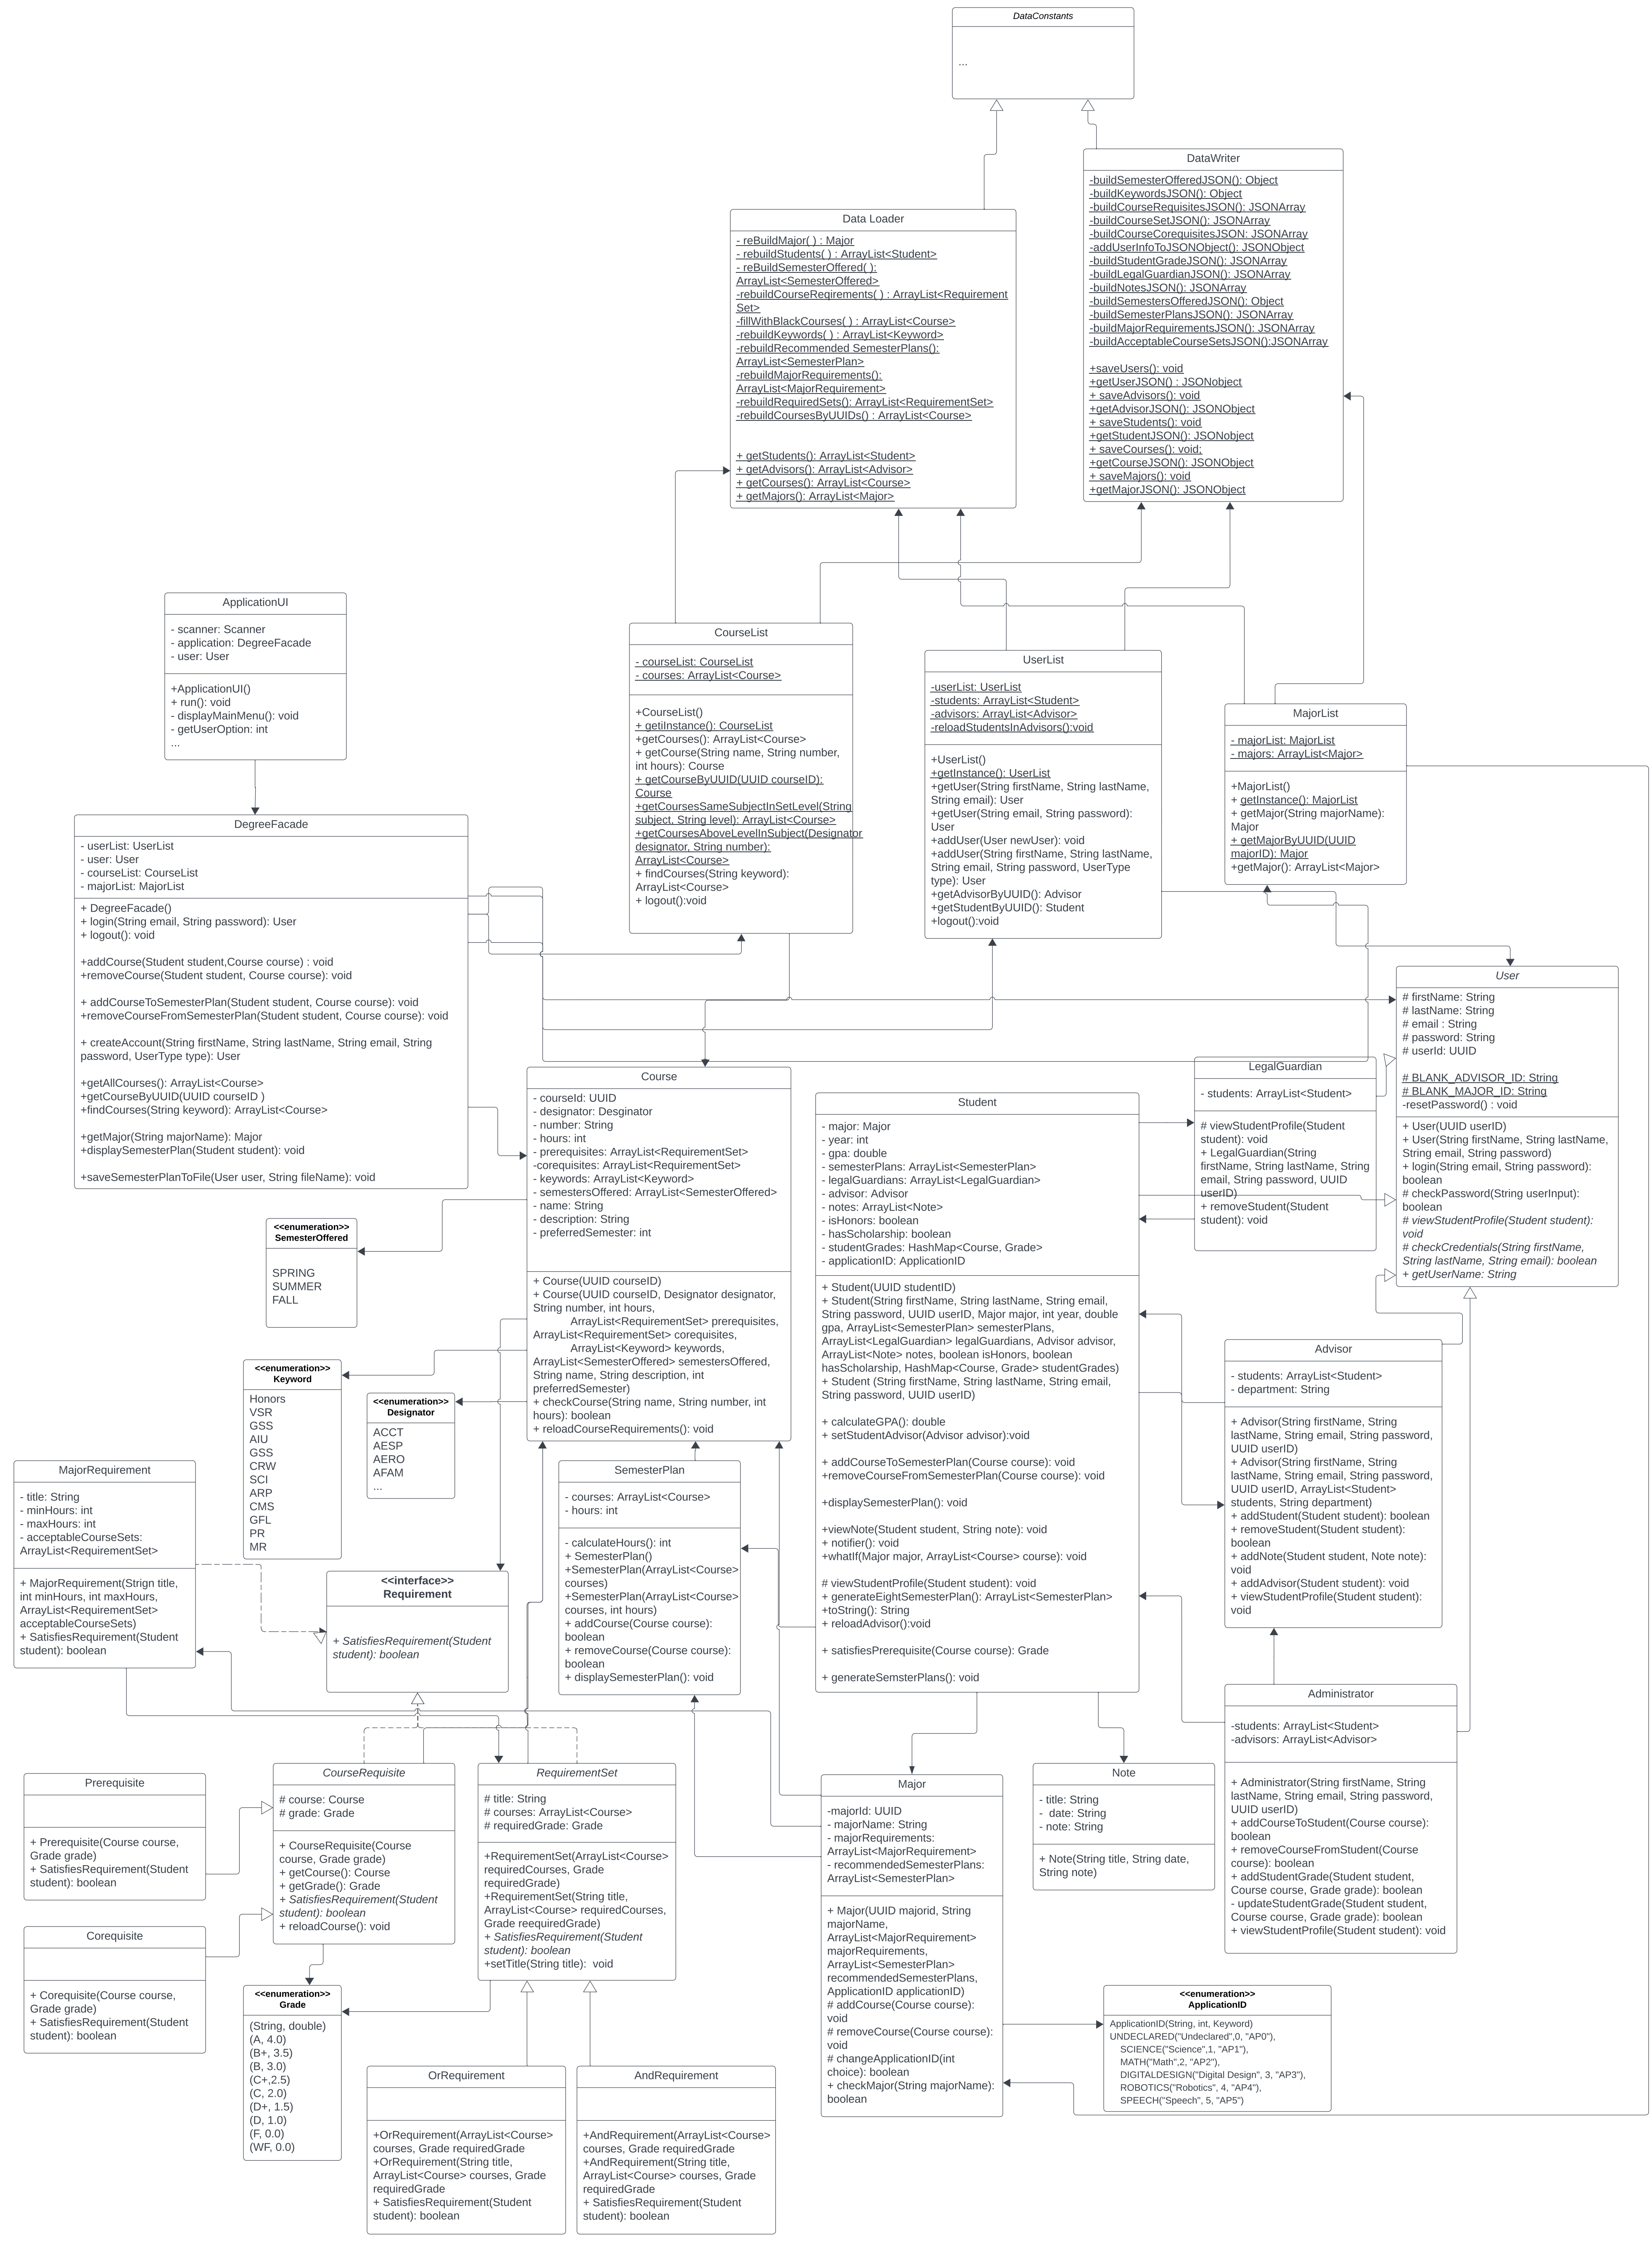 DataConstants
...
DataWriter
-buildSemesterOfferedJSON(): Object
-buildKeywordsJSON(): Object
-buildCourseRequisitesJSON: JSONArray
-buildCourseSetJSON(): JSONArray
-buildCourseCorequisitesJSON: JSONArray
-addUserInfoToJSONObject(): JSONObject
-buildStudentGradeJSON(): JSONArray
-buildLegalGuardianJSON(): JSONArray
-buildNotesJSON(): JSONArray
-buildSemestersOfferedJSON(): Object
-buildSemesterPlansJSON(): JSONArray
-buildMajorRequirementsJSON(): JSONArray
-buildAcceptableCourseSetsJSON():JSONArray
+saveUsers(): void
+getUserJSON() : JSONobject
+ saveAdvisors(): void
+getAdvisorJSON(): JSONObject
+ saveStudents(): void
+getStudentJSON(): JSONobject
+ saveCourses(): void;
+getCourseJSON(): JSONObject
+ saveMajors(): void
+getMajorJSON(): JSONObject
Data Loader
- reBuildMajor( ) : Major
- rebuildStudents( ) : ArrayList<Student>
- reBuildSemesterOffered( ):
ArrayList<SemesterOffered>
-rebuildCourseReqirements( ) : ArrayList<Requirement
Set>
-fillWithBlackCourses( ) : ArrayList<Course>
-rebuildKeywords( ) : ArrayList<Keyword>
-rebuildRecommended SemesterPlans():
ArrayList<SemesterPlan>
-rebuildMajorRequirements():
ArrayList<MajorRequirement>
-rebuildRequiredSets(): ArrayList<RequirementSet>
-rebuildCoursesByUUIDs() : ArrayList<Course>
+ getStudents(): ArrayList<Student>
+ getAdvisors(): ArrayList<Advisor>
+ getCourses(): ArrayList<Course>
+ getMajors(): ArrayList<Major>
ApplicationUI
- scanner: Scanner
- application: DegreeFacade
- user: User
+ApplicationUI()
+ run(): void
- displayMainMenu(): void
- getUserOption: int
...
CourseList
- courseList: CourseList
- courses: ArrayList<Course>
+CourseList()
+ getiInstance(): CourseList
+getCourses(): ArrayList<Course>
+ getCourse(String name, String number,
int hours): Course
+ getCourseByUUID(UUID courseID):
Course
+getCoursesSameSubjectInSetLevel(String
subject, String level): ArrayList<Course>
+getCoursesAboveLevelInSubject(Designator
designator, String number):
ArrayList<Course>
+ findCourses(String keyword):
ArrayList<Course>
+ logout():void
UserList
-userList: UserList
-students: ArrayList<Student>
-advisors: ArrayList<Advisor>
-reloadStudentsInAdvisors():void
+UserList()
+getInstance(): UserList
+getUser(String firstName, String lastName,
String email): User
+getUser(String email, String password):
User
+addUser(User newUser): void
+addUser(String firstName, String lastName,
String email, String password, UserType
type): User
+getAdvisorByUUID(): Advisor
+getStudentByUUID(): Student
+logout():void
MajorList
- majorList: MajorList
- majors: ArrayList<Major>
+MajorList()
+ getInstance(): MajorList
+ getMajor(String majorName):
Major
+ getMajorByUUID(UUID
majorID): Major
+getMajor(): ArrayList<Major>
DegreeFacade
- userList: UserList
- user: User
- courseList: CourseList
- majorList: MajorList
+ DegreeFacade()
+ login(String email, String password): User
+ logout(): void
+addCourse(Student student,Course course) : void
+removeCourse(Student student, Course course): void
+ addCourseToSemesterPlan(Student student, Course course): void
+removeCourseFromSemesterPlan(Student student, Course course): void
+ createAccount(String firstName, String lastName, String email, String
password, UserType type): User
+getAllCourses(): ArrayList<Course>
+getCourseByUUID(UUID courseID )
+findCourses(String keyword): ArrayList<Course>
+getMajor(String majorName): Major
+displaySemesterPlan(Student student): void
+saveSemesterPlanToFile(User user, String fileName): void
User
# firstName: String
# lastName: String
# email : String
# password: String
# userId: UUID
# BLANK_ADVISOR_ID: String
# BLANK_MAJOR_ID: String
-resetPassword() : void
+ User(UUID userID)
+ User(String firstName, String lastName,
String email, String password)
+ login(String email, String password):
boolean
# checkPassword(String userInput):
boolean
# viewStudentProfile(Student student):
void
# checkCredentials(String firstName,
String lastName, String email): boolean
+ getUserName: String
LegalGuardian
- students: ArrayList<Student>
# viewStudentProfile(Student
student): void
+ LegalGuardian(String
firstName, String lastName, String
email, String password, UUID
userID)
+ removeStudent(Student
student): void
Course
- courseId: UUID
- designator: Desginator
- number: String
- hours: int
- prerequisites: ArrayList<RequirementSet>
-corequisites: ArrayList<RequirementSet>
- keywords: ArrayList<Keyword>
- semestersOffered: ArrayList<SemesterOffered>
- name: String
- description: String
- preferredSemester: int
+ Course(UUID courseID)
+ Course(UUID courseID, Designator designator,
String number, int hours,
ArrayList<RequirementSet> prerequisites,
ArrayList<RequirementSet> corequisites,
ArrayList<Keyword> keywords,
ArrayList<SemesterOffered> semestersOffered,
String name, String description, int
preferredSemester)
+ checkCourse(String name, String number, int
hours): boolean
+ reloadCourseRequirements(): void
Student
- major: Major
- year: int
- gpa: double
- semesterPlans: ArrayList<SemesterPlan>
- legalGuardians: ArrayList<LegalGuardian>
- advisor: Advisor
- notes: ArrayList<Note>
- isHonors: boolean
- hasScholarship: boolean
- studentGrades: HashMap<Course, Grade>
- applicationID: ApplicationID
+ Student(UUID studentID)
+ Student(String firstName, String lastName, String email,
String password, UUID userID, Major major, int year, double
gpa, ArrayList<SemesterPlan> semesterPlans,
ArrayList<LegalGuardian> legalGuardians, Advisor advisor,
ArrayList<Note> notes, boolean isHonors, boolean
hasScholarship, HashMap<Course, Grade> studentGrades)
+ Student (String firstName, String lastName, String email,
String password, UUID userID)
+ calculateGPA(): double
+ setStudentAdvisor(Advisor advisor):void
+ addCourseToSemesterPlan(Course course): void
+removeCourseFromSemesterPlan(Course course): void
+displaySemesterPlan(): void
+viewNote(Student student, String note): void
+ notifier(): void
+whatIf(Major major, ArrayList<Course> course): void
# viewStudentProfile(Student student): void
+ generateEightSemesterPlan(): ArrayList<SemesterPlan>
+toString(): String
+ reloadAdvisor():void
+ satisfiesPrerequisite(Course course): Grade
+ generateSemsterPlans(): void
<<enumeration>>
SemesterOffered
SPRING
SUMMER
FALL
<<enumeration>>
Keyword
Honors
VSR
GSS
AIU
GSS
CRW
SCI
ARP
CMS
GFL
PR
MR
<<enumeration>>
Designator
ACCT
AESP
AERO
AFAM
...
Advisor
- students: ArrayList<Student>
- department: String
+ Advisor(String firstName, String
lastName, String email, String password,
UUID userID)
+ Advisor(String firstName, String
lastName, String email, String password,
UUID userID, ArrayList<Student>
students, String department)
+ addStudent(Student student): boolean
+ removeStudent(Student student):
boolean
+ addNote(Student student, Note note):
void
+ addAdvisor(Student student): void
+ viewStudentProfile(Student student):
void
MajorRequirement
- title: String
- minHours: int
- maxHours: int
- acceptableCourseSets:
ArrayList<RequirementSet>
+ MajorRequirement(Strign title,
int minHours, int maxHours,
ArrayList<RequirementSet>
acceptableCourseSets)
+ SatisfiesRequirement(Student
student): boolean
<<interface>>
Requirement
+ SatisfiesRequirement(Student
student): boolean
SemesterPlan
- courses: ArrayList<Course>
- hours: int
- calculateHours(): int
+ SemesterPlan()
+SemesterPlan(ArrayList<Course>
courses)
+SemesterPlan(ArrayList<Course>
courses, int hours)
+ addCourse(Course course):
boolean
+ removeCourse(Course course):
boolean
+ displaySemesterPlan(): void
Administrator
-students: ArrayList<Student>
-advisors: ArrayList<Advisor>
+ Administrator(String firstName, String
lastName, String email, String password,
UUID userID)
+ addCourseToStudent(Course course):
boolean
+ removeCourseFromStudent(Course
course): boolean
+ addStudentGrade(Student student,
Course course, Grade grade): boolean
- updateStudentGrade(Student student,
Course course, Grade grade): boolean
+ viewStudentProfile(Student student): void
Prerequisite
+ Prerequisite(Course course,
Grade grade)
+ SatisfiesRequirement(Student
student): boolean
CourseRequisite
# course: Course
# grade: Grade
+ CourseRequisite(Course
course, Grade grade)
+ getCourse(): Course
+ getGrade(): Grade
+ SatisfiesRequirement(Student
student): boolean
+ reloadCourse(): void
RequirementSet
# title: String
# courses: ArrayList<Course>
# requiredGrade: Grade
+RequirementSet(ArrayList<Course>
requiredCourses, Grade
requiredGrade)
+RequirementSet(String title,
ArrayList<Course> requiredCourses,
Grade reequiredGrade)
+ SatisfiesRequirement(Student
student): boolean
+setTitle(String title): void
Major
-majorId: UUID
- majorName: String
- majorRequirements:
ArrayList<MajorRequirement>
- recommendedSemesterPlans:
ArrayList<SemesterPlan>
+ Major(UUID majorid, String
majorName,
ArrayList<MajorRequirement>
majorRequirements,
ArrayList<SemesterPlan>
recommendedSemesterPlans,
ApplicationID applicationID)
# addCourse(Course course):
void
# removeCourse(Course course):
void
# changeApplicationID(int
choice): boolean
+ checkMajor(String majorName):
boolean
Note
- title: String
- date: String
- note: String
+ Note(String title, String date,
String note)
Corequisite
+ Corequisite(Course course,
Grade grade)
+ SatisfiesRequirement(Student
student): boolean
<<enumeration>>
Grade
(String, double)
(A, 4.0)
(B+, 3.5)
(B, 3.0)
(C+,2.5)
(C, 2.0)
(D+, 1.5)
(D, 1.0)
(F, 0.0)
(WF, 0.0)
<<enumeration>>
ApplicationID
ApplicationID(String, int, Keyword)
UNDECLARED("Undeclared",0, "AP0"),
SCIENCE("Science",1, "AP1"),
MATH("Math",2, "AP2"),
DIGITALDESIGN("Digital Design", 3, "AP3"),
ROBOTICS("Robotics", 4, "AP4"),
SPEECH("Speech", 5, "AP5")
OrRequirement
+OrRequirement(ArrayList<Course>
courses, Grade requiredGrade
+OrRequirement(String title,
ArrayList<Course> courses, Grade
requiredGrade
+ SatisfiesRequirement(Student
student): boolean
AndRequirement
+AndRequirement(ArrayList<Course>
courses, Grade requiredGrade
+AndRequirement(String title,
ArrayList<Course> courses, Grade
requiredGrade
+ SatisfiesRequirement(Student
student): boolean